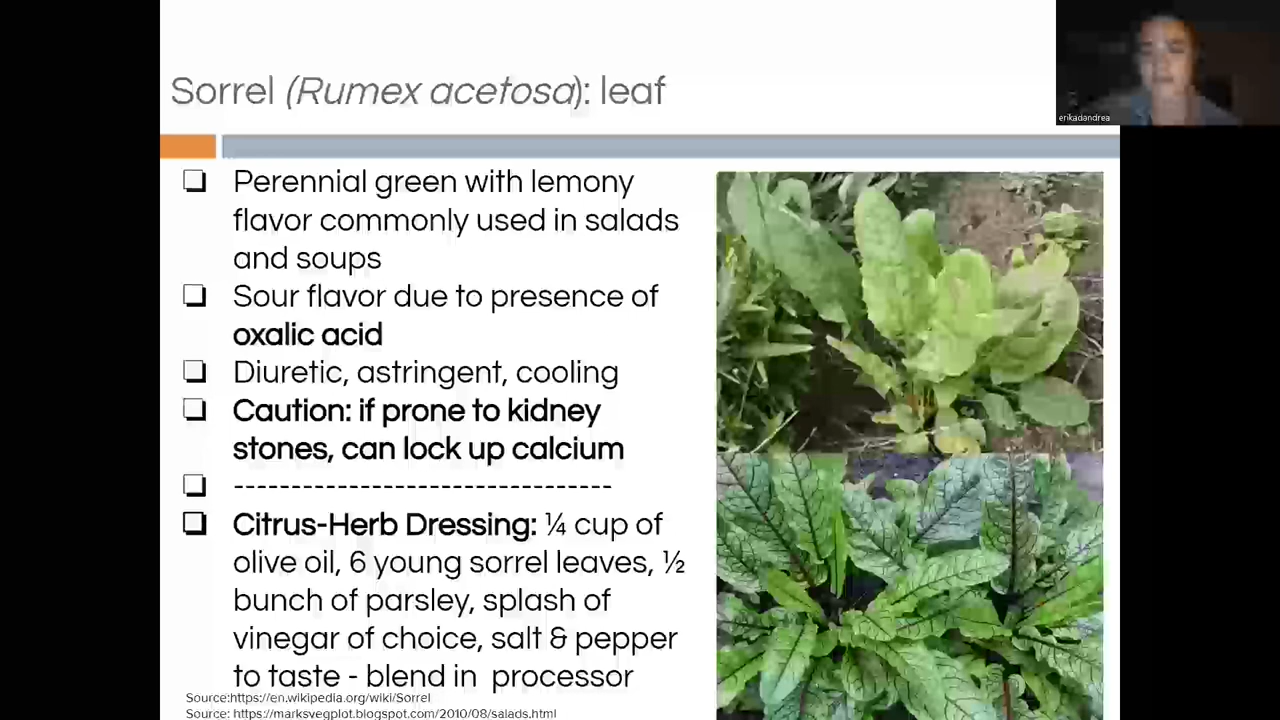 Sorrel (Rumex acetosa): leaf
erikadandrea
❑ Perennial green with lemony
flavor commonly used in salads
and soups
❑ Sour flavor due to presence of
oxalic acid
❑ Diuretic, astringent, cooling
❑ Caution: if prone to kidney
stones, can lock up calcium
❑ ---------------------------------
❑ Citrus-Herb Dressing: ¼ cup of
olive oil, 6 young sorrel leaves, ½
bunch of parsley, splash of
vinegar of choice, salt & pepper
to taste - blend in  processor
Source:https://en.wikipedia.org/wiki/Sorrel
Source: https://marksvegplot.blogspot.com/2010/08/salads.html